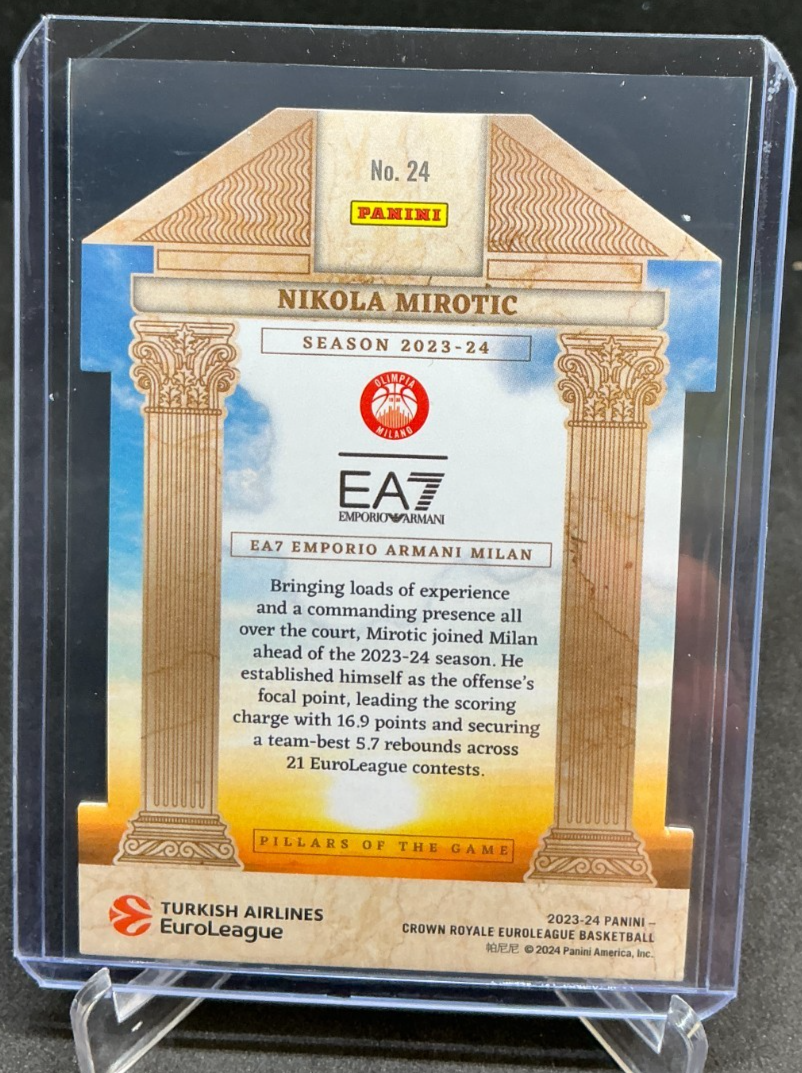 No. 24
PANINI
NIKOLA MIROTIC
SEASON 2023-24
OLIMPIA
MILANO
EA7
EMPORIO ARMANI
EA7 EMPORIO ARMANI MILAN
Bringing loads of experience
and a commanding presence all
over the court, Mirotic joined Milan
ahead of the 2023-24 season. He
established himself as the offense's
focal point, leading the scoring
charge with 16.9 points and securing
a team-best 5.7 rebounds across
21 EuroLeague contests.
PILLARS OF THE GAME
TURKISH AIRLINES
EuroLeague
2023-24 PANINI –
CROWN ROYALE EUROLEAGUE BASKETBALL
帕尼尼 © 2024 Panini America, Inc.